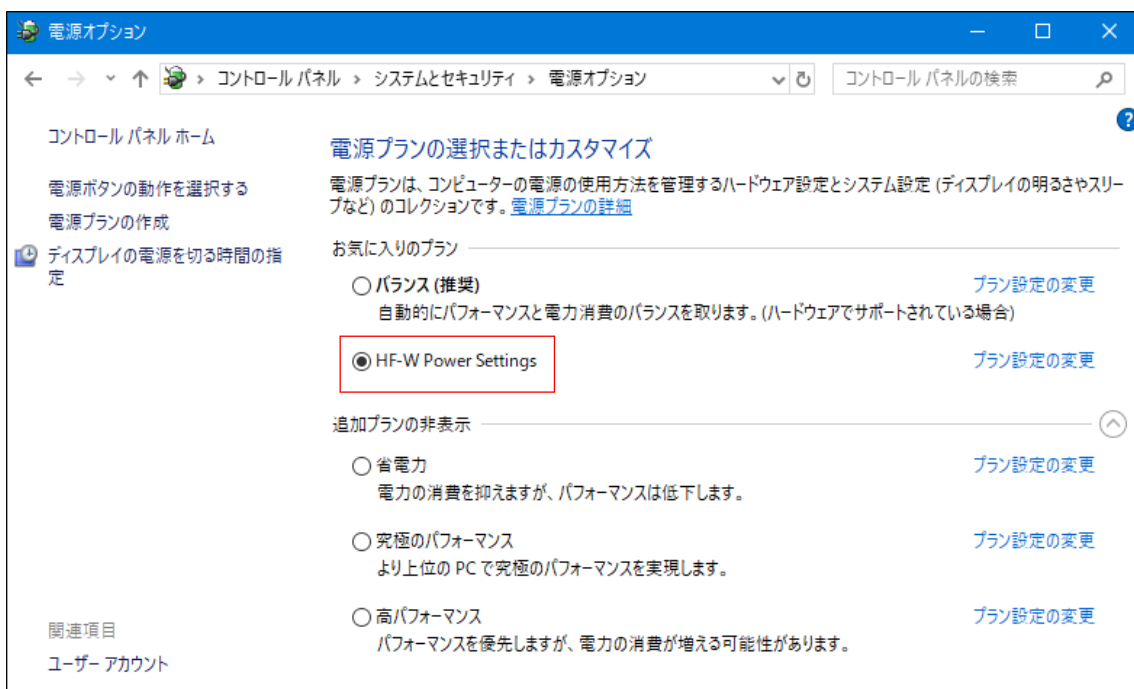 電源オプション
コントロール パネル › システムとセキュリティ › 電源オプション
コントロール パネルの検索
コントロール パネル ホーム
電源ボタンの動作を選択する
電源プランの作成
ディスプレイの電源を切る時間の指
定
関連項目
ユーザー アカウント
?
電源プランの選択またはカスタマイズ
電源プランは、コンピューターの電源の使用方法を管理するハードウェア設定とシステム設定 (ディスプレイの明るさやスリー
プなど) のコレクションです。電源プランの詳細
お気に入りのプラン
バランス (推奨) プラン設定の変更
自動的にパフォーマンスと電力消費のバランスを取ります。(ハードウェアでサポートされている場合)
HF-W Power Settings プラン設定の変更
追加プランの非表示
省電力 プラン設定の変更
電力の消費を抑えますが、パフォーマンスは低下します。
究極のパフォーマンス プラン設定の変更
より上位の PC で究極のパフォーマンスを実現します。
高パフォーマンス プラン設定の変更
パフォーマンスを優先しますが、電力の消費が増える可能性があります。